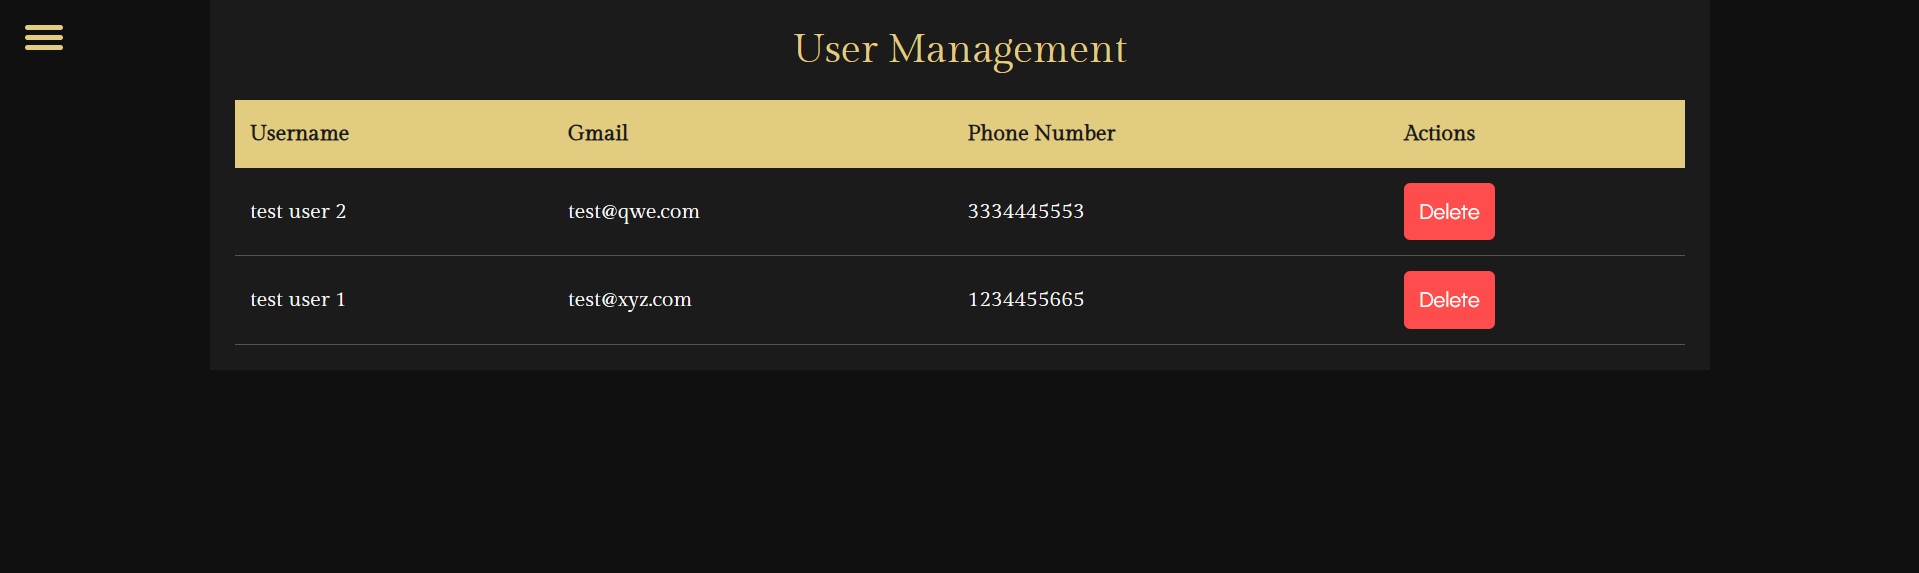 User Management
Username Gmail Phone Number Actions
test user 2 test@qwe.com 3334445553 Delete
test user 1 test@xyz.com 1234455665 Delete